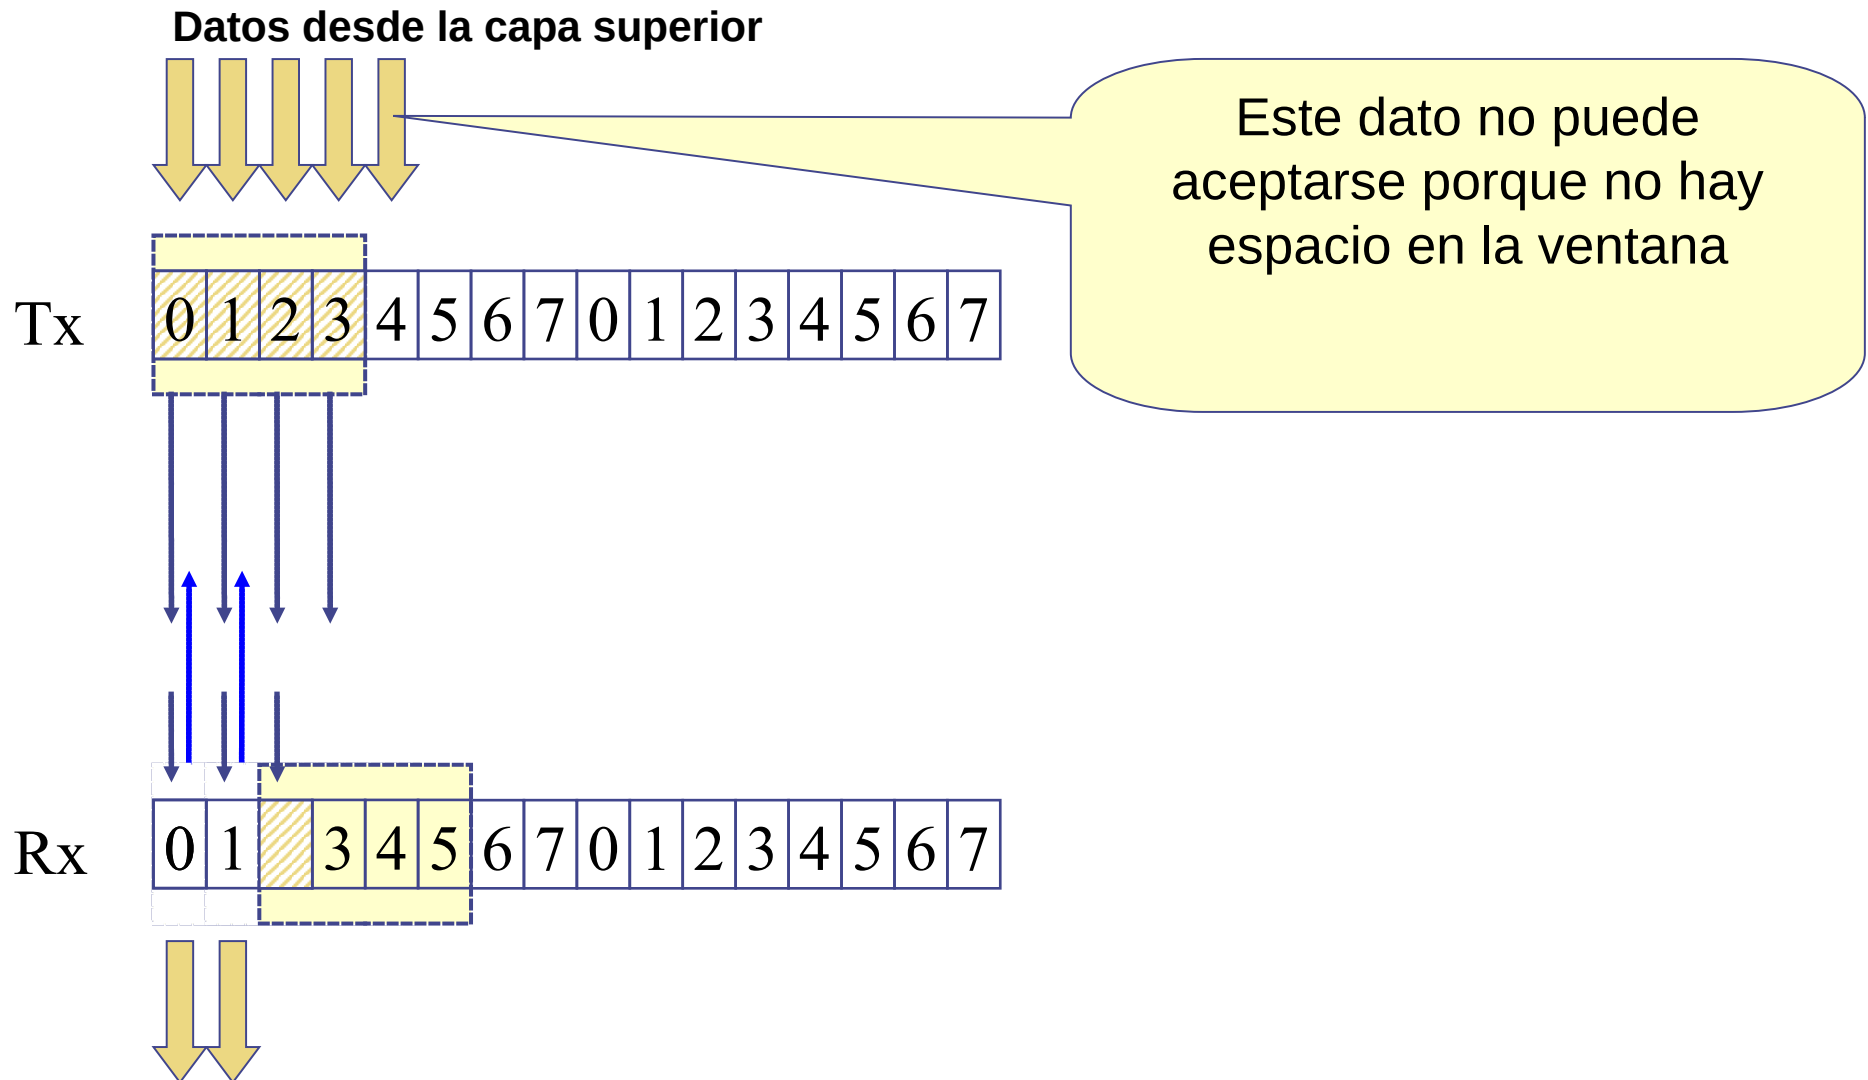 Datos desde la capa superior
Este dato no puede
aceptarse porque no hay
espacio en la ventana
Tx 0 1 2 3 4 5 6 7 0 1 2 3 4 5 6 7
Rx 0 1 3 4 5 6 7 0 1 2 3 4 5 6 7